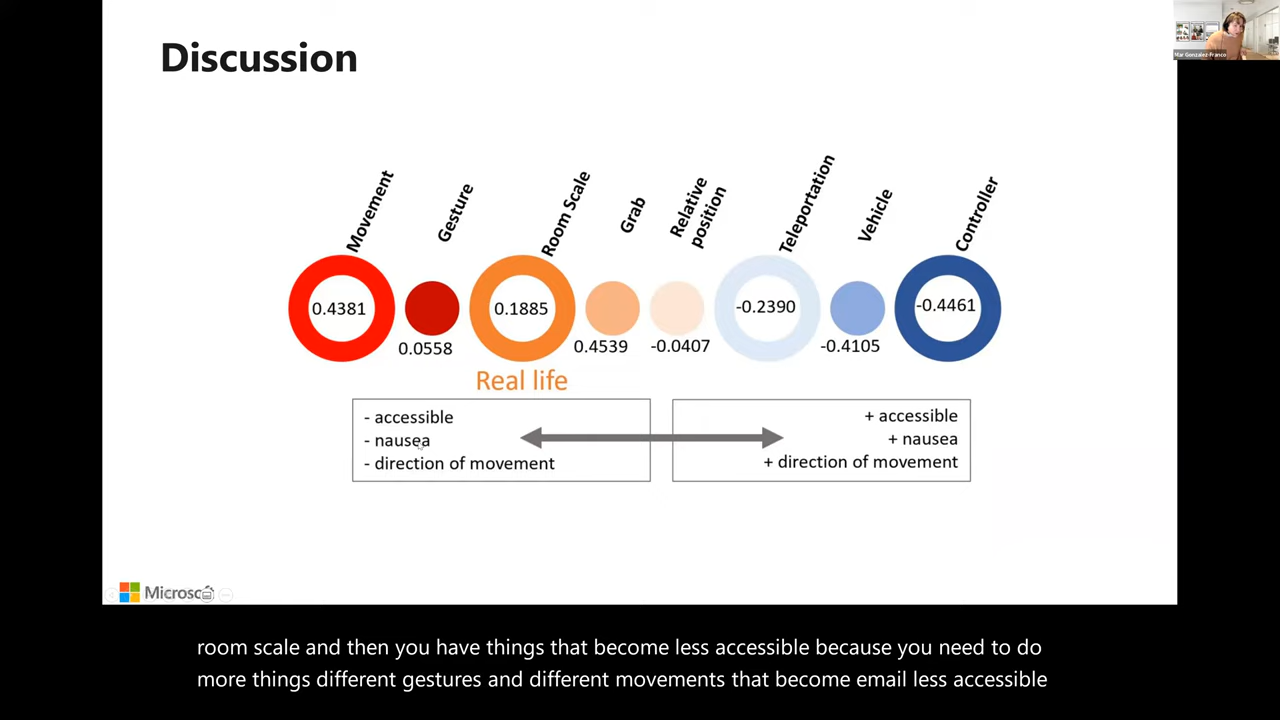 Discussion
Mar Gonzalez-Franco
Movement
Gesture
Room Scale
Grab
Relative
position
Teleportation
Vehicle
Controller
0.4381
0.0558
0.1885
0.4539
-0.0407
-0.2390
-0.4105
-0.4461
Real life
- accessible
- nausea
- direction of movement
+ accessible
+ nausea
+ direction of movement
room scale and then you have things that become less accessible because you need to do
more things different gestures and different movements that become email less accessible